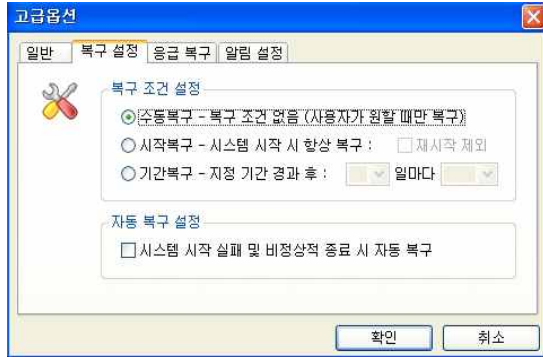 고급옵션
일반 복구 설정 응급 복구 알림 설정
복구 조건 설정
수동복구 - 복구 조건 없음 (사용자가 원할 때만 복구)
시작복구 - 시스템 시작 시 항상 복구 : 재시작 제외
기간복구 - 지정 기간 경과 후 : 일마다
자동 복구 설정
시스템 시작 실패 및 비정상적 종료 시 자동 복구
확인 취소